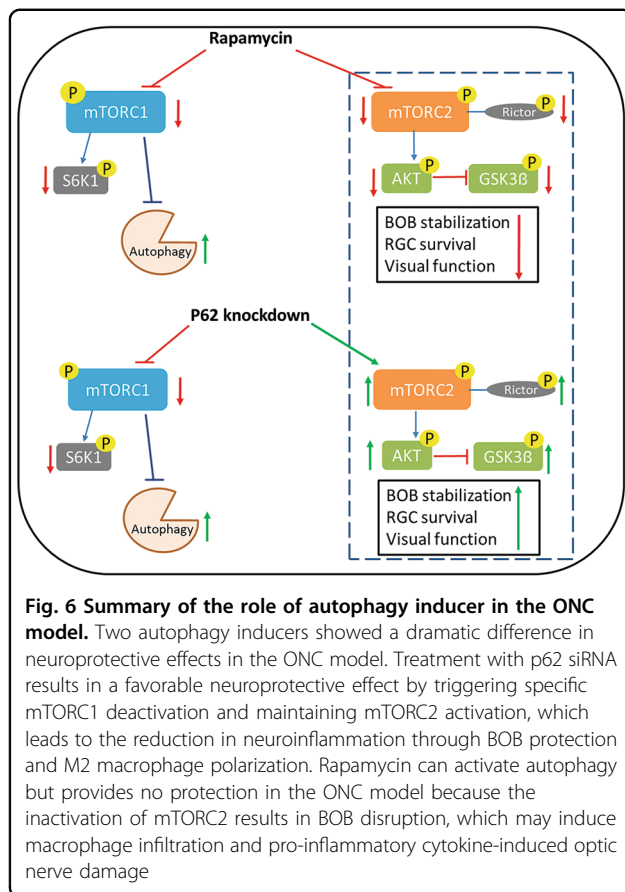 Rapamycin
P
mTORC1
P
S6K1
Autophagy
P
mTORC2
P
Rictor
P
AKT
P
GSK3ß
BOB stabilization
RGC survival
Visual function
P62 knockdown
P
mTORC1
P
S6K1
Autophagy
P
mTORC2
P
Rictor
P
AKT
P
GSK3ß
BOB stabilization
RGC survival
Visual function
Fig. 6 Summary of the role of autophagy inducer in the ONC
model. Two autophagy inducers showed a dramatic difference in
neuroprotective effects in the ONC model. Treatment with p62 siRNA
results in a favorable neuroprotective effect by triggering specific
mTORC1 deactivation and maintaining mTORC2 activation, which
leads to the reduction in neuroinflammation through BOB protection
and M2 macrophage polarization. Rapamycin can activate autophagy
but provides no protection in the ONC model because the
inactivation of mTORC2 results in BOB disruption, which may induce
macrophage infiltration and pro-inflammatory cytokine-induced optic
nerve damage